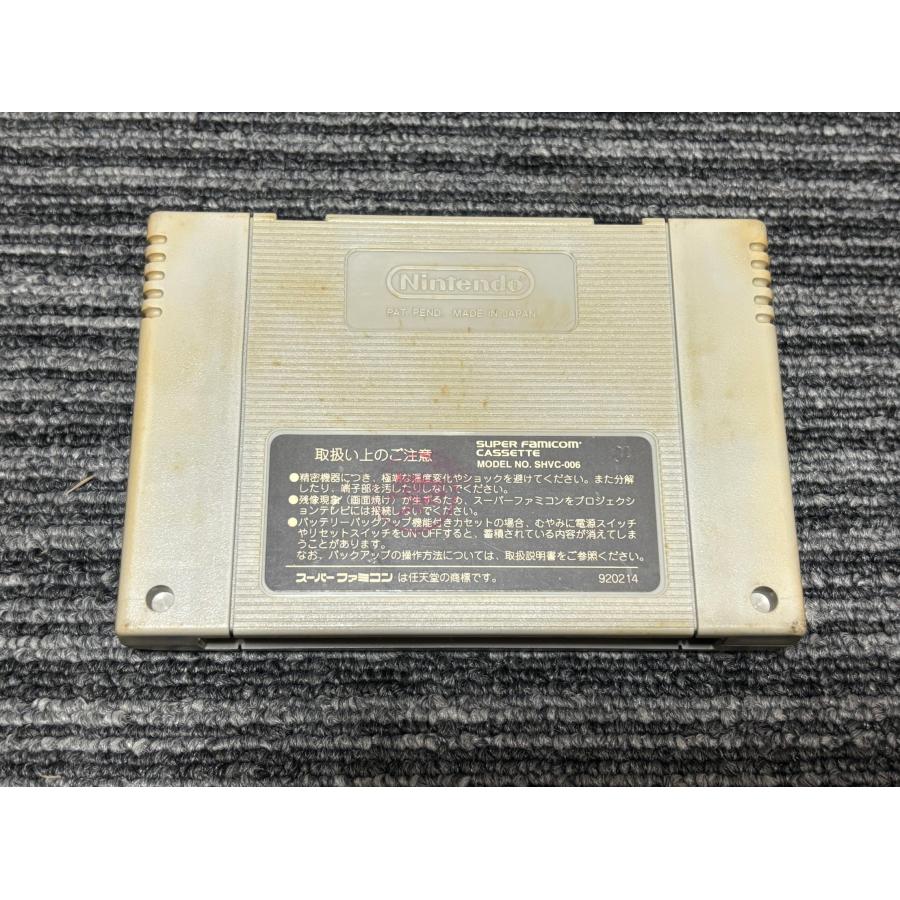 Nintendo
PAT. PEND. MADE IN JAPAN
取扱い上のご注意
SUPER FAMICOM
CASSETTE
MODEL NO. SHVC-006
●精密機器につき、極端な温度変化やショックを避けてください。また分解
したり、端子部を汚したりしないでください。
●残像現象(画面焼け)が生ずるため、スーパーファミコンをプロジェクシ
ョンテレビには接続しないでください。
●バッテリーバックアップ機能付きカセットの場合、むやみに電源スイッチ
やリセットスイッチをON・OFFすると、蓄積されている内容が消えてしま
うことがあります。
なお、バックアップの操作方法については、取扱説明書をご参照ください。
スーパーファミコン は任天堂の商標です。
920214